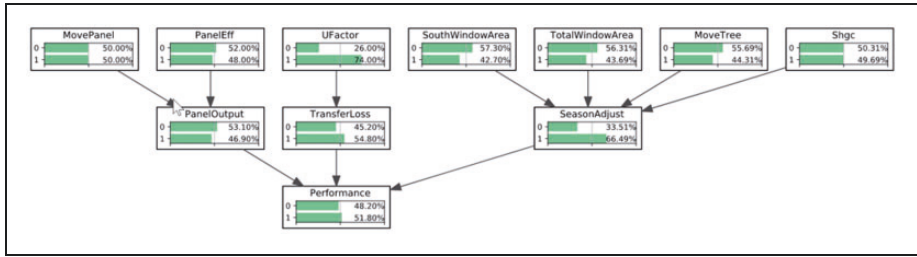 MovePanel
0 50.00%
1 50.00%
PanelEff
0 52.00%
1 48.00%
UFactor
0 26.00%
1 74.00%
SouthWindowArea
0 57.30%
1 42.70%
TotalWindowArea
0 56.31%
1 43.69%
MoveTree
0 55.69%
1 44.31%
Shgc
0 50.31%
1 49.69%
PanelOutput
0 53.10%
1 46.90%
TransferLoss
0 45.20%
1 54.80%
SeasonAdjust
0 33.51%
1 66.49%
Performance
0 48.20%
1 51.80%